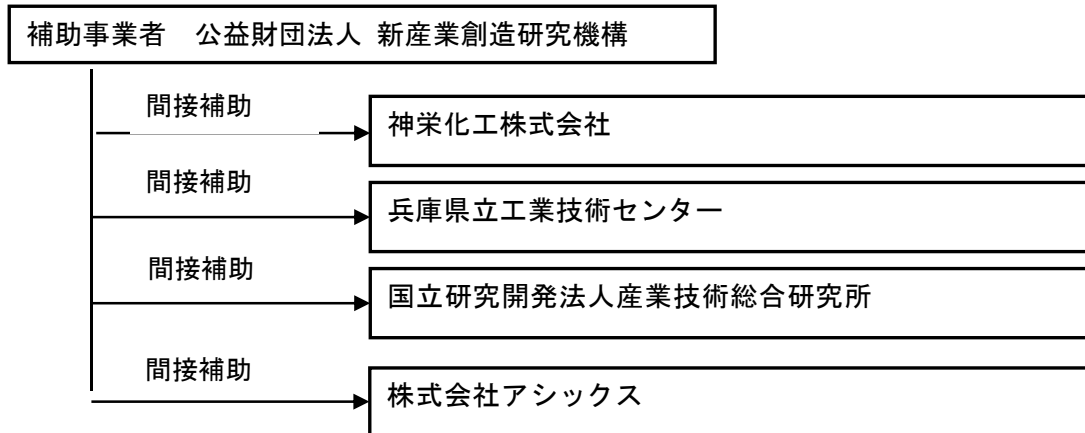 補助事業者　公益財団法人 新産業創造研究機構
間接補助
神栄化工株式会社
間接補助
兵庫県立工業技術センター
間接補助
国立研究開発法人産業技術総合研究所
間接補助
株式会社アシックス